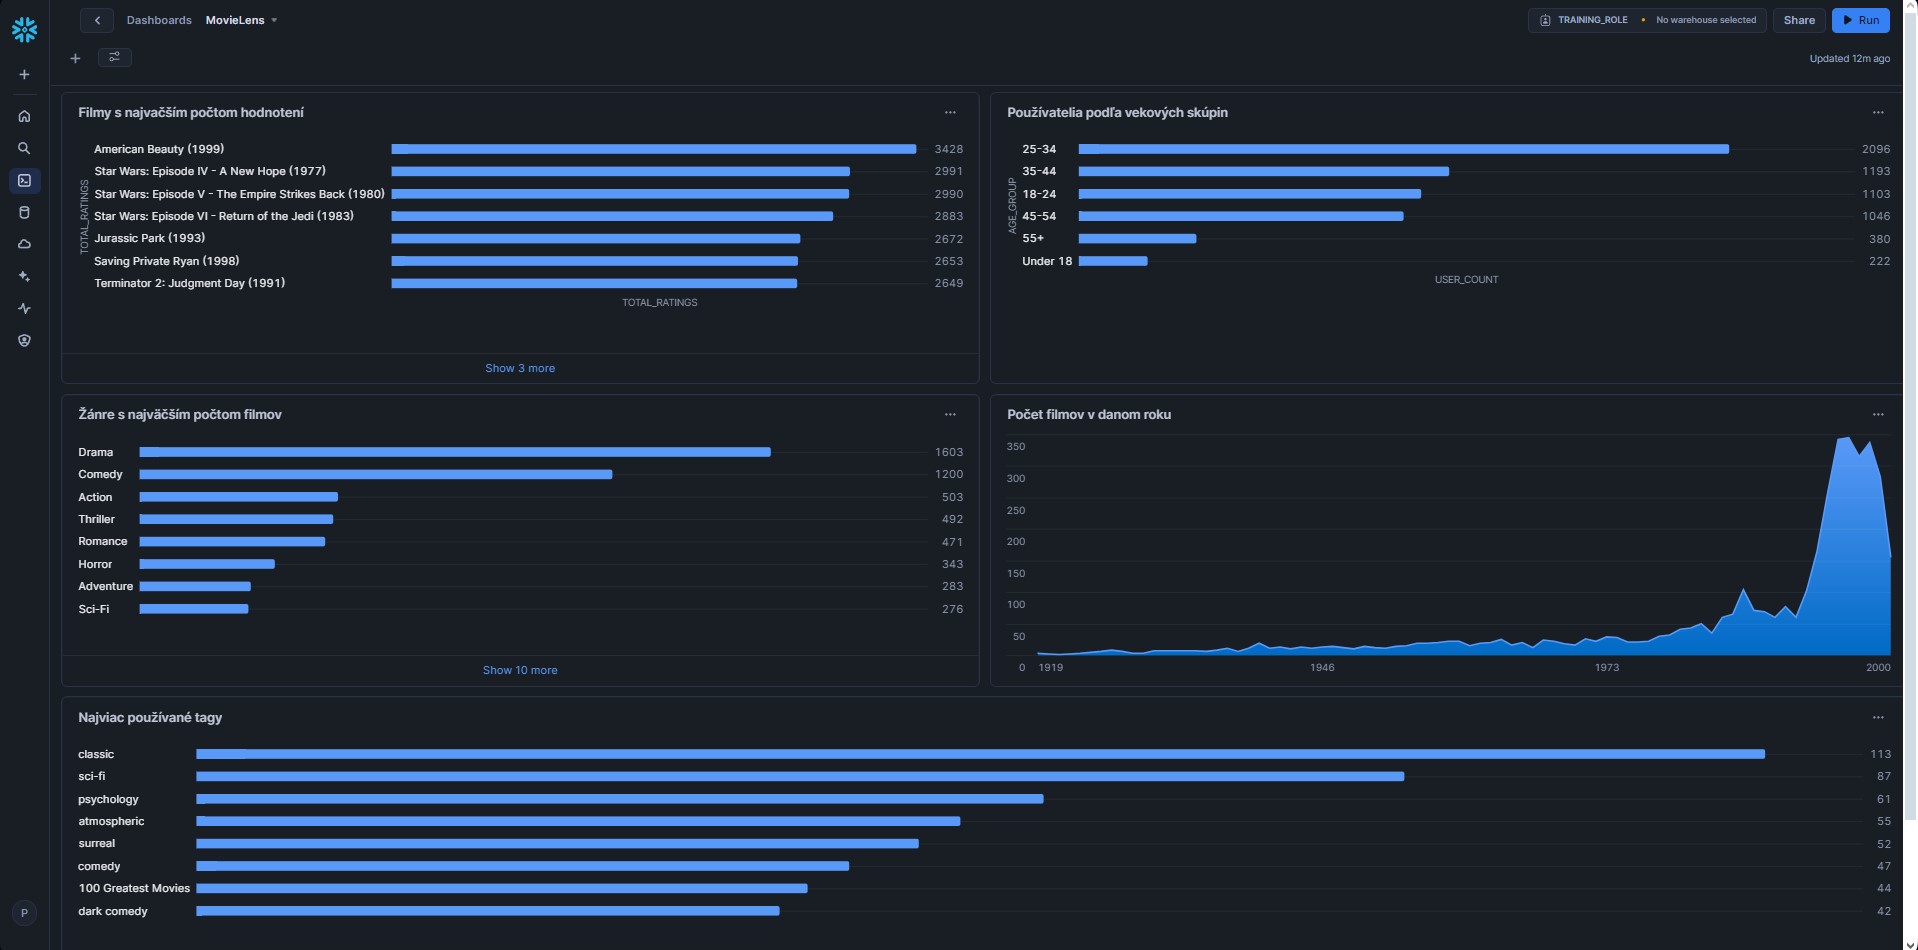 Dashboards MovieLens
TRAINING_ROLE • No warehouse selected Share Run
Updated 12m ago
Filmy s najvačším počtom hodnotení
TOTAL_RATINGS
American Beauty (1999) 3428
Star Wars: Episode IV - A New Hope (1977) 2991
Star Wars: Episode V - The Empire Strikes Back (1980) 2990
Star Wars: Episode VI - Return of the Jedi (1983) 2883
Jurassic Park (1993) 2672
Saving Private Ryan (1998) 2653
Terminator 2: Judgment Day (1991) 2649
TOTAL_RATINGS
Show 3 more
Používatelia podľa vekových skúpin
AGE_GROUP
25-34 2096
35-44 1193
18-24 1103
45-54 1046
55+ 380
Under 18 222
USER_COUNT
Žánre s najväčším počtom filmov
Drama 1603
Comedy 1200
Action 503
Thriller 492
Romance 471
Horror 343
Adventure 283
Sci-Fi 276
Show 10 more
Počet filmov v danom roku
350
300
250
200
150
100
50
0 1919 1946 1973 2000
Najviac používané tagy
classic 113
sci-fi 87
psychology 61
atmospheric 55
surreal 52
comedy 47
100 Greatest Movies 44
dark comedy 42
P